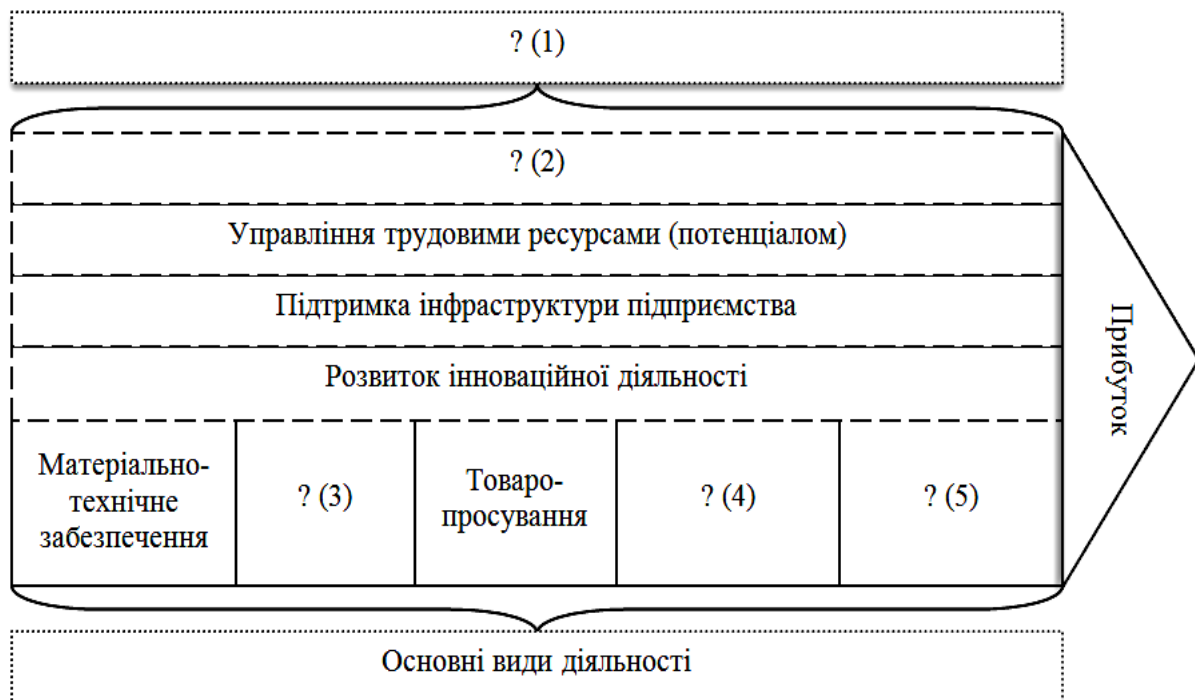 ? (1)
? (2)
Управління трудовими ресурсами (потенціалом)
Підтримка інфраструктури підприємства
Розвиток інноваційної діяльності
Матеріально-
технічне
забезпечення
? (3)
Товаро-
просування
? (4)
? (5)
Прибуток
Основні види діяльності